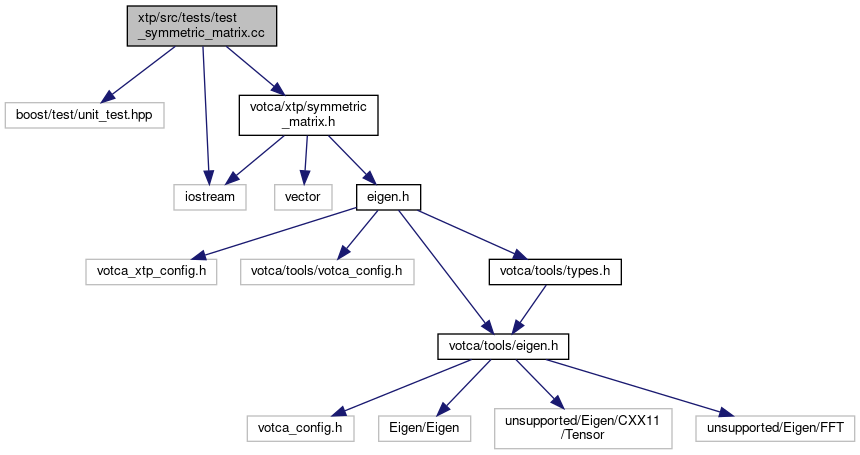 xtp/src/tests/test
_symmetric_matrix.cc
boost/test/unit_test.hpp
votca/xtp/symmetric
_matrix.h
iostream
vector
eigen.h
votca_xtp_config.h
votca/tools/votca_config.h
votca/tools/types.h
votca/tools/eigen.h
votca_config.h
Eigen/Eigen
unsupported/Eigen/CXX11
/Tensor
unsupported/Eigen/FFT